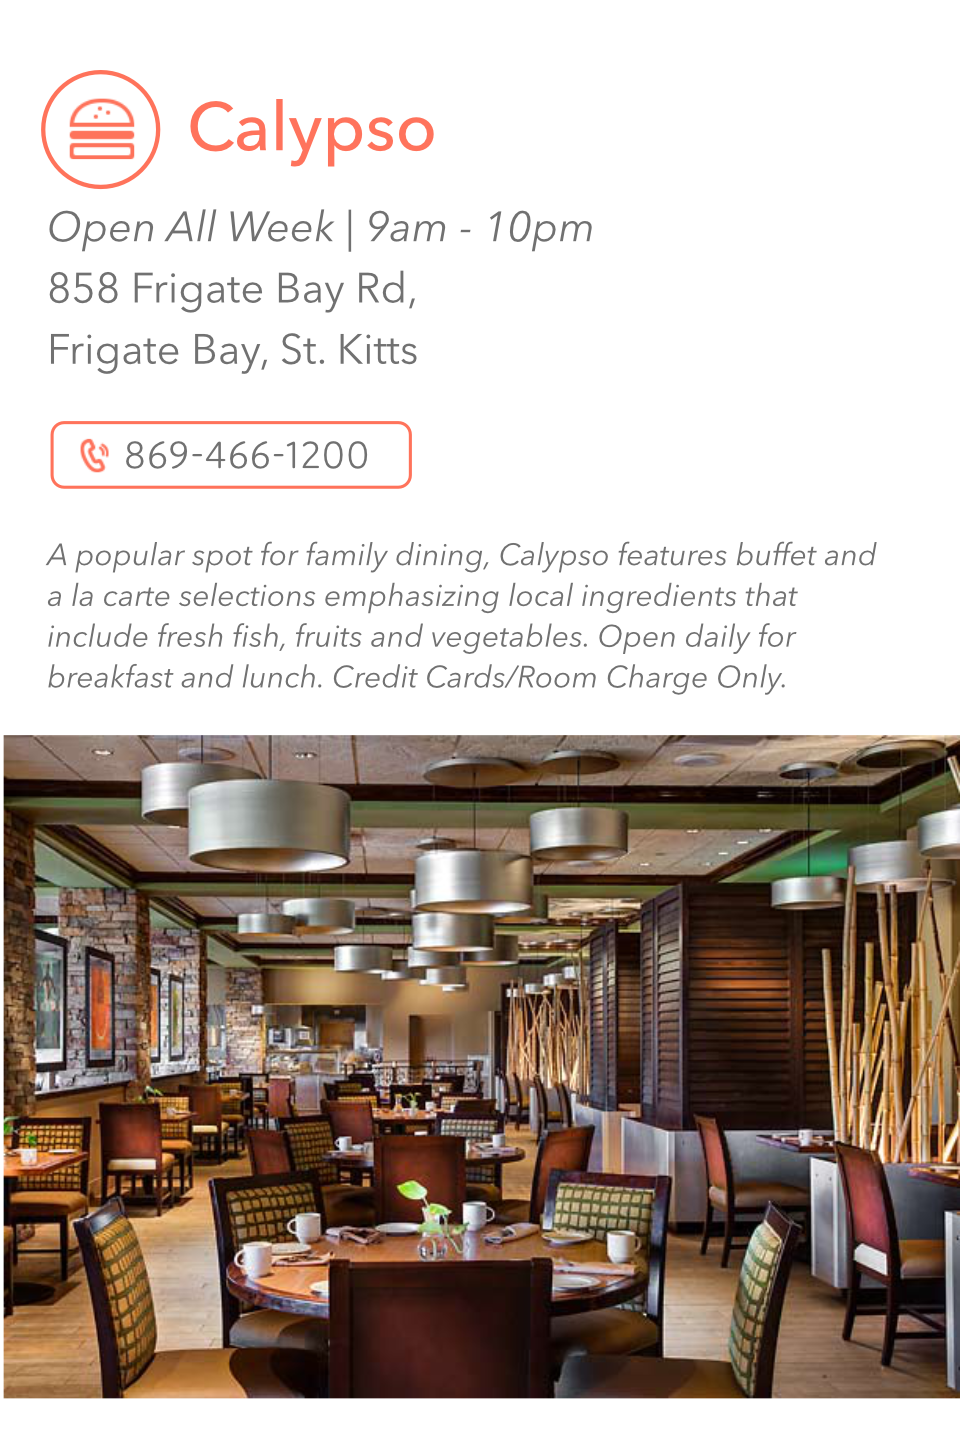 Calypso
Open All Week | 9am - 10pm
858 Frigate Bay Rd,
Frigate Bay, St. Kitts
869-466-1200
A popular spot for family dining, Calypso features buffet and
a la carte selections emphasizing local ingredients that
include fresh fish, fruits and vegetables. Open daily for
breakfast and lunch. Credit Cards/Room Charge Only.